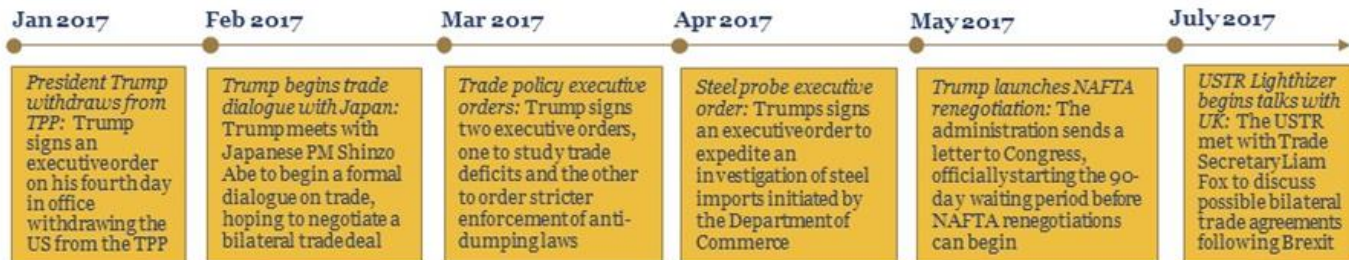 Jan 2017
Feb 2017
Mar 2017
Apr 2017
May 2017
July 2017
President Trump
withdraws from
TPP: Trump
signs an
executive order
on his fourth day
in office
withdrawing the
US from the TPP
Trump begins trade
dialogue with Japan:
Trump meets with
Japanese PM Shinzo
Abe to begin a formal
dialogue on trade,
hoping to negotiate a
bilateral trade deal
Trade policy executive
orders: Trump signs
two executive orders,
one to study trade
deficits and the other
to order stricter
enforcement of anti-
dumping laws
Steel probe executive
order: Trumps signs
an executive order to
expedite an
investigation of steel
imports initiated by
the Department of
Commerce
Trump launches NAFTA
renegotiation: The
administration sends a
letter to Congress,
officially starting the 90-
day waiting period before
NAFTA renegotiations
can begin
USTR Lighthizer
begins talks with
UK: The USTR
met with Trade
Secretary Liam
Fox to discuss
possible bilateral
trade agreements
following Brexit